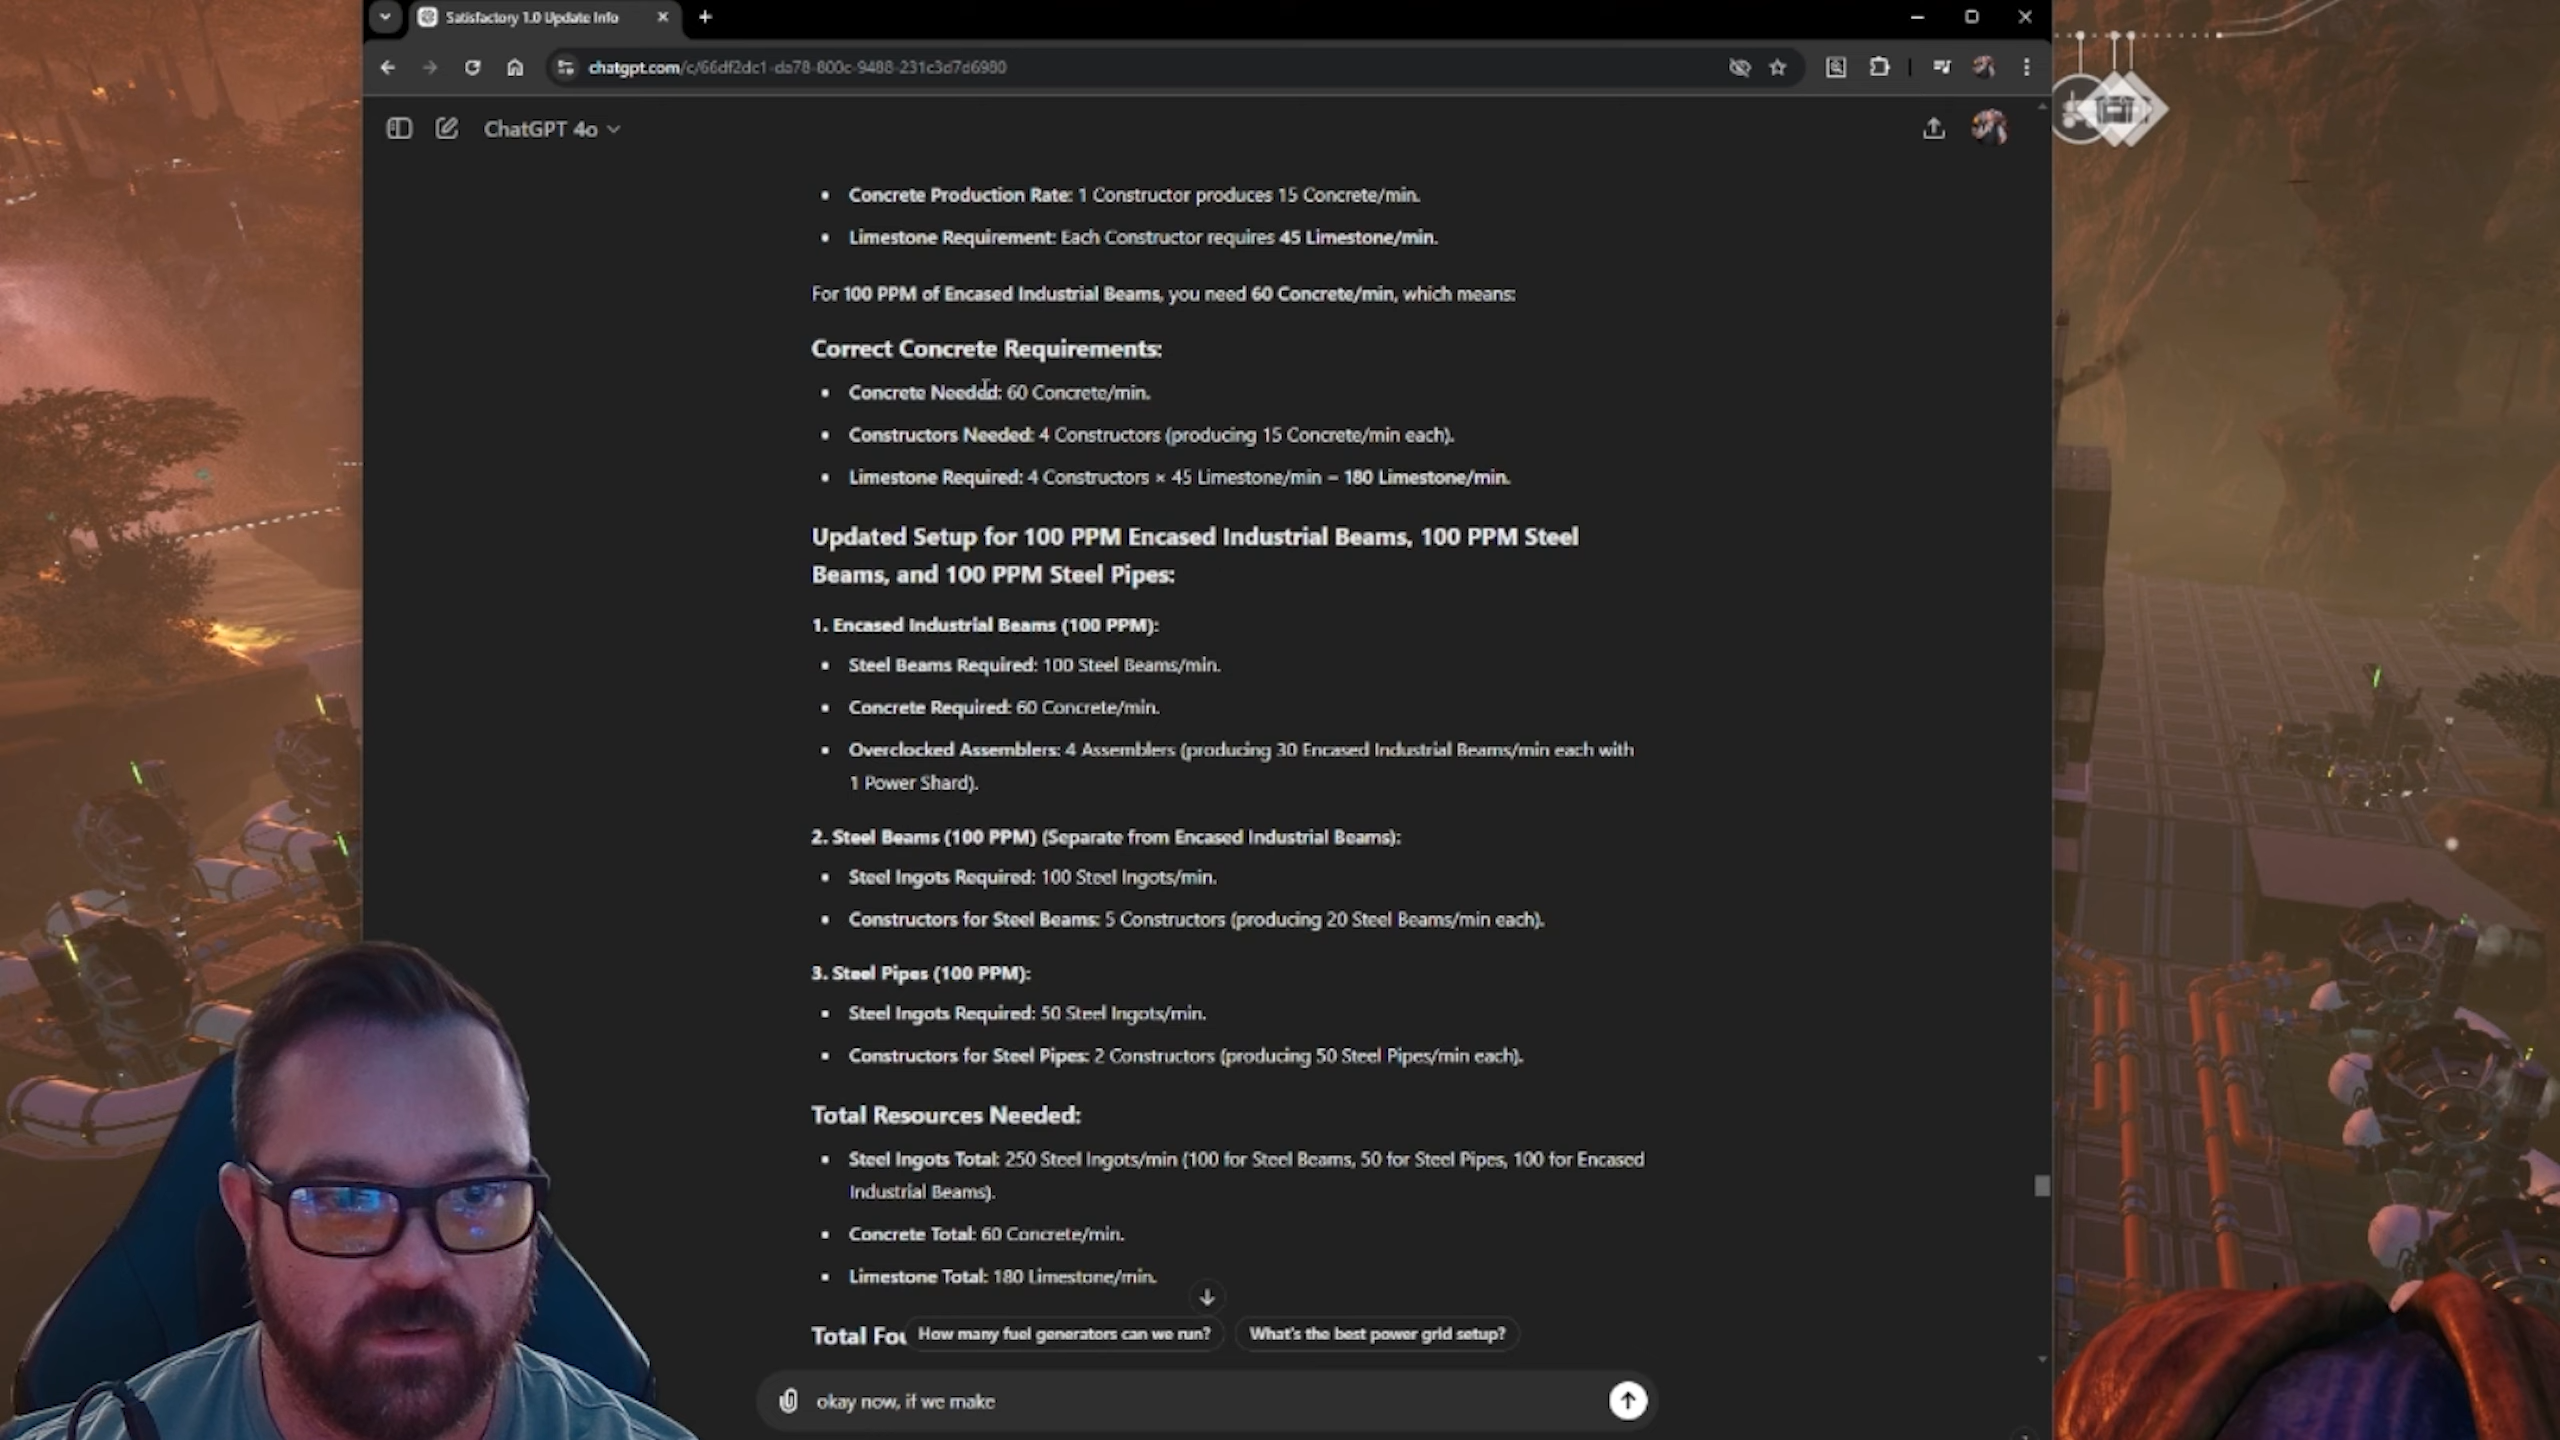 Satisfactory 1.0 Update Info
chatgpt.com/c/66df2dc1-da78-800c-9488-231c3d7d6980
ChatGPT 4o
Concrete Production Rate: 1 Constructor produces 15 Concrete/min.
Limestone Requirement: Each Constructor requires 45 Limestone/min.
For 100 PPM of Encased Industrial Beams, you need 60 Concrete/min, which means:
Correct Concrete Requirements:
Concrete Needed: 60 Concrete/min.
Constructors Needed: 4 Constructors (producing 15 Concrete/min each).
Limestone Required: 4 Constructors × 45 Limestone/min = 180 Limestone/min.
Updated Setup for 100 PPM Encased Industrial Beams, 100 PPM Steel
Beams, and 100 PPM Steel Pipes:
1. Encased Industrial Beams (100 PPM):
Steel Beams Required: 100 Steel Beams/min.
Concrete Required: 60 Concrete/min.
Overclocked Assemblers: 4 Assemblers (producing 30 Encased Industrial Beams/min each with
1 Power Shard).
2. Steel Beams (100 PPM) (Separate from Encased Industrial Beams):
Steel Ingots Required: 100 Steel Ingots/min.
Constructors for Steel Beams: 5 Constructors (producing 20 Steel Beams/min each).
3. Steel Pipes (100 PPM):
Steel Ingots Required: 50 Steel Ingots/min.
Constructors for Steel Pipes: 2 Constructors (producing 50 Steel Pipes/min each).
Total Resources Needed:
Steel Ingots Total: 250 Steel Ingots/min (100 for Steel Beams, 50 for Steel Pipes, 100 for Encased
Industrial Beams).
Concrete Total: 60 Concrete/min.
Limestone Total: 180 Limestone/min.
Total Fou
How many fuel generators can we run?
What's the best power grid setup?
okay now, if we make